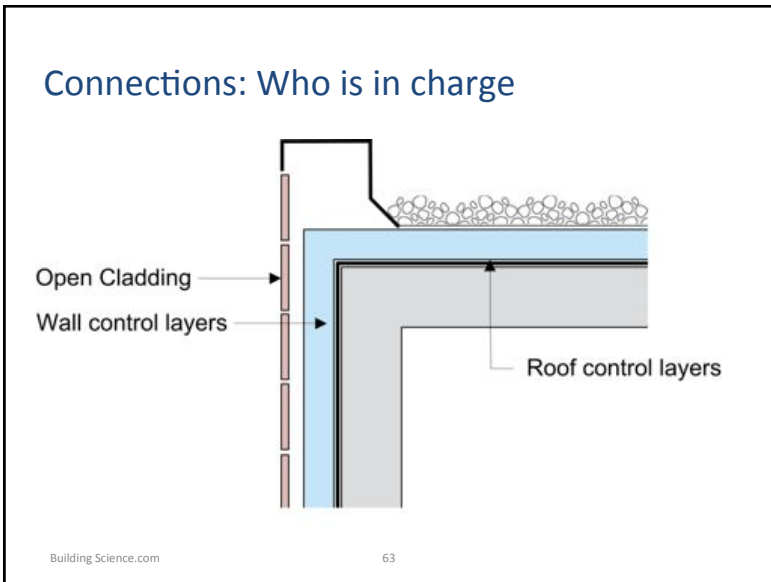 Connections: Who is in charge
Open Cladding
Wall control layers
Roof control layers
Building Science.com
63